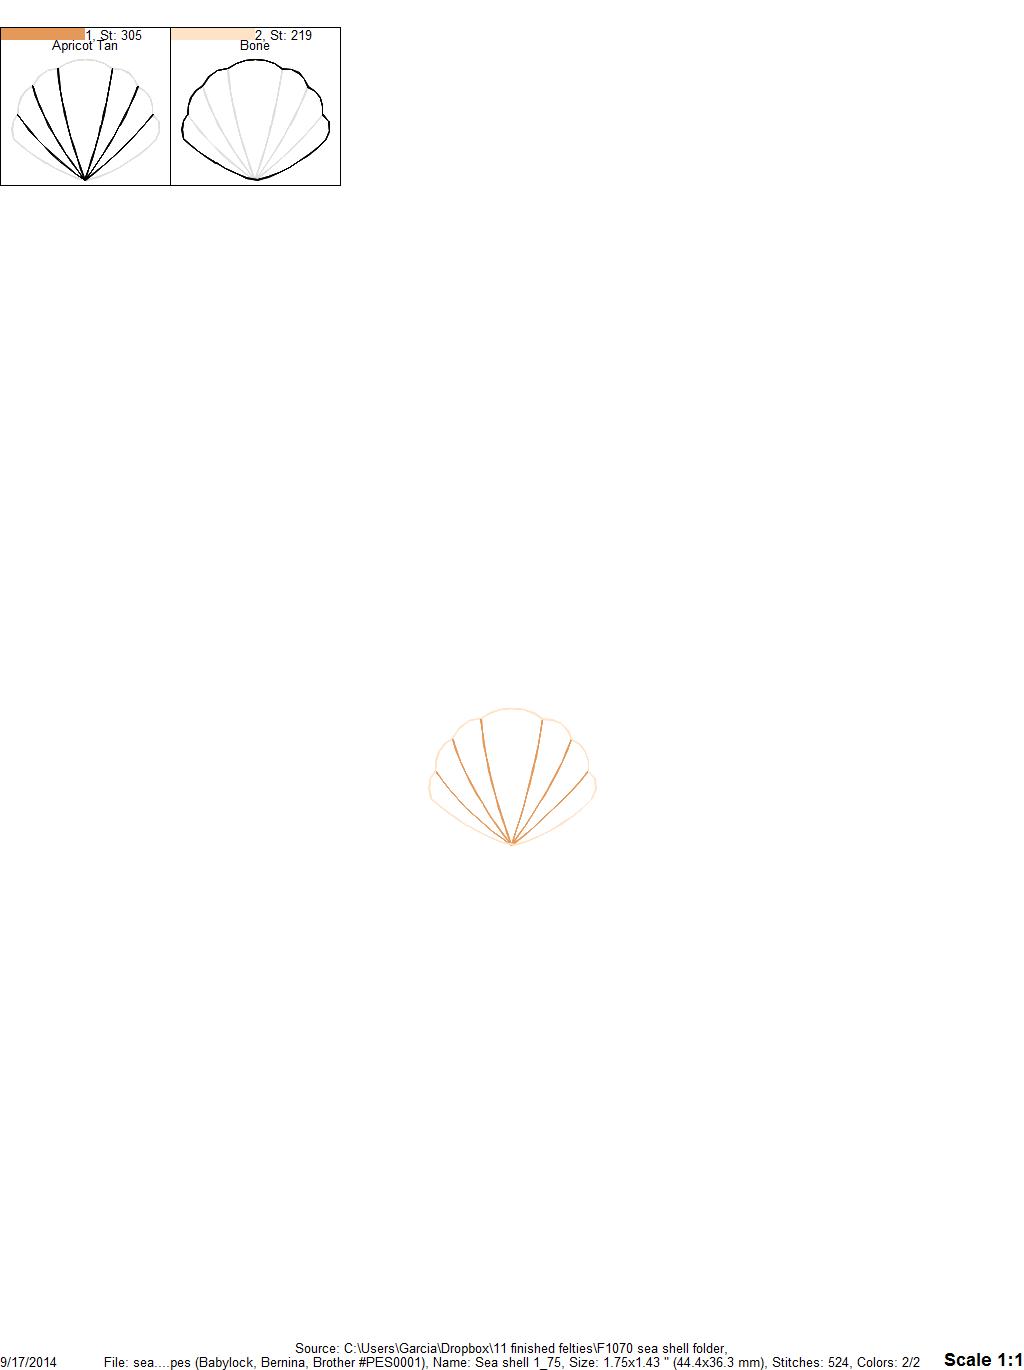 1, St: 305
Apricot Tan
2, St: 219
Bone
Source: C:\Users\Garcia\Dropbox\11 finished felties\F1070 sea shell folder,
9/17/2014 File: sea....pes (Babylock, Bernina, Brother #PES0001), Name: Sea shell 1_75, Size: 1.75x1.43 " (44.4x36.3 mm), Stitches: 524, Colors: 2/2 Scale 1:1